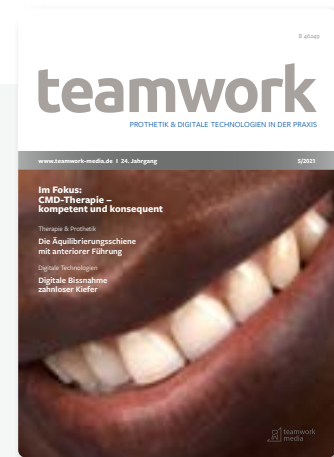 B 46249
teamwork
PROTHETIK & DIGITALE TECHNOLOGIEN IN DER PRAXIS
www.teamwork-media.de I 24. Jahrgang 5/2021
Im Fokus:
CMD-Therapie –
kompetent und konsequent
Therapie & Prothetik
Die Äquilibrierungsschiene
mit anteriorer Führung
Digitale Technologien
Digitale Bissnahme
zahnloser Kiefer
teamwork
media